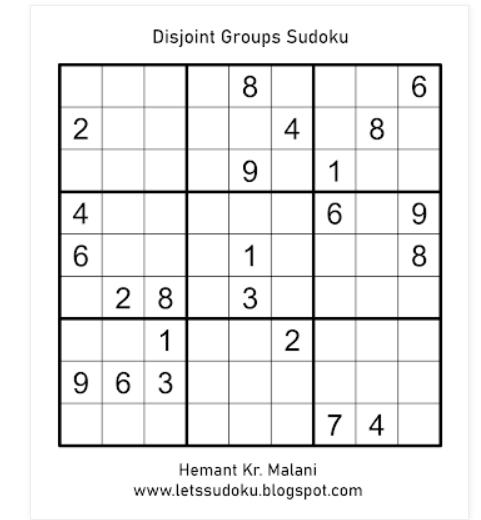 Disjoint Groups Sudoku
8 6
2 4 8
9 1
4 6 9
6 1 8
2 8 3
1 2
9 6 3
7 4
Hemant Kr. Malani
www.letssudoku.blogspot.com